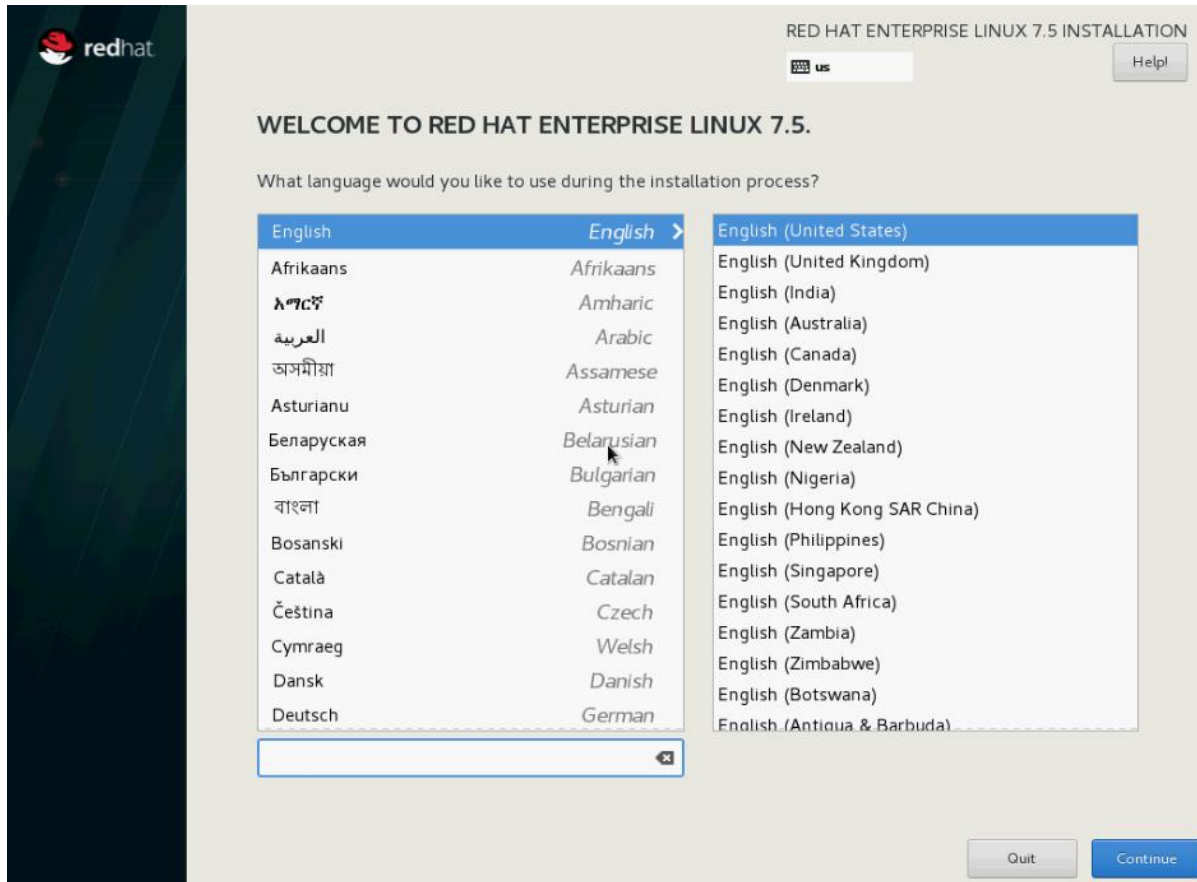 redhat
RED HAT ENTERPRISE LINUX 7.5 INSTALLATION
us
Help!
WELCOME TO RED HAT ENTERPRISE LINUX 7.5.
What language would you like to use during the installation process?
English English
Afrikaans Afrikaans
አማርኛ Amharic
العربية Arabic
অসমীয়া Assamese
Asturianu Asturian
Беларуская Belarusian
Български Bulgarian
বাংলা Bengali
Bosanski Bosnian
Català Catalan
Čeština Czech
Cymraeg Welsh
Dansk Danish
Deutsch German
English (United States)
English (United Kingdom)
English (India)
English (Australia)
English (Canada)
English (Denmark)
English (Ireland)
English (New Zealand)
English (Nigeria)
English (Hong Kong SAR China)
English (Philippines)
English (Singapore)
English (South Africa)
English (Zambia)
English (Zimbabwe)
English (Botswana)
English (Antigua & Barbuda)
Quit
Continue